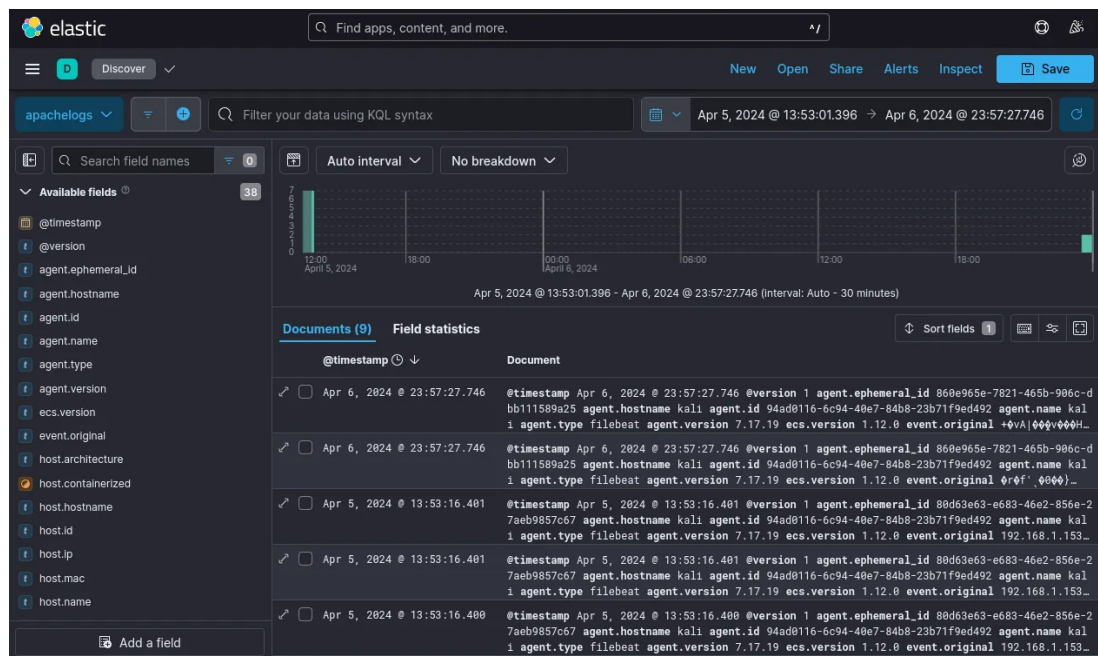 elastic
Find apps, content, and more.
^/
D
Discover
New
Open
Share
Alerts
Inspect
Save
apachelogs
Filter your data using KQL syntax
Apr 5, 2024 @ 13:53:01.396 → Apr 6, 2024 @ 23:57:27.746
Search field names
0
Auto interval
No breakdown
Available fields
38
@timestamp
@version
agent.ephemeral_id
agent.hostname
agent.id
agent.name
agent.type
agent.version
ecs.version
event.original
host.architecture
host.containerized
host.hostname
host.id
host.ip
host.mac
host.name
Add a field
7
6
5
4
3
2
1
0
12:00
April 5, 2024
18:00
00:00
April 6, 2024
06:00
12:00
18:00
Apr 5, 2024 @ 13:53:01.396 - Apr 6, 2024 @ 23:57:27.746 (interval: Auto - 30 minutes)
Documents (9)
Field statistics
Sort fields 1
@timestamp
Document
Apr 6, 2024 @ 23:57:27.746
@timestamp Apr 6, 2024 @ 23:57:27.746 @version 1 agent.ephemeral_id 860e965e-7821-465b-906c-d
bb111589a25 agent.hostname kali agent.id 94ad0116-6c94-40e7-84b8-23b71f9ed492 agent.name kal
i agent.type filebeat agent.version 7.17.19 ecs.version 1.12.0 event.original
Apr 6, 2024 @ 23:57:27.746
@timestamp Apr 6, 2024 @ 23:57:27.746 @version 1 agent.ephemeral_id 860e965e-7821-465b-906c-d
bb111589a25 agent.hostname kali agent.id 94ad0116-6c94-40e7-84b8-23b71f9ed492 agent.name kal
i agent.type filebeat agent.version 7.17.19 ecs.version 1.12.0 event.original
Apr 5, 2024 @ 13:53:16.401
@timestamp Apr 5, 2024 @ 13:53:16.401 @version 1 agent.ephemeral_id 80d63e63-e683-46e2-856e-2
7aeb9857c67 agent.hostname kali agent.id 94ad0116-6c94-40e7-84b8-23b71f9ed492 agent.name kal
i agent.type filebeat agent.version 7.17.19 ecs.version 1.12.0 event.original 192.168.1.153…
Apr 5, 2024 @ 13:53:16.401
@timestamp Apr 5, 2024 @ 13:53:16.401 @version 1 agent.ephemeral_id 80d63e63-e683-46e2-856e-2
7aeb9857c67 agent.hostname kali agent.id 94ad0116-6c94-40e7-84b8-23b71f9ed492 agent.name kal
i agent.type filebeat agent.version 7.17.19 ecs.version 1.12.0 event.original 192.168.1.153…
Apr 5, 2024 @ 13:53:16.400
@timestamp Apr 5, 2024 @ 13:53:16.400 @version 1 agent.ephemeral_id 80d63e63-e683-46e2-856e-2
7aeb9857c67 agent.hostname kali agent.id 94ad0116-6c94-40e7-84b8-23b71f9ed492 agent.name kal
i agent.type filebeat agent.version 7.17.19 ecs.version 1.12.0 event.original 192.168.1.153…